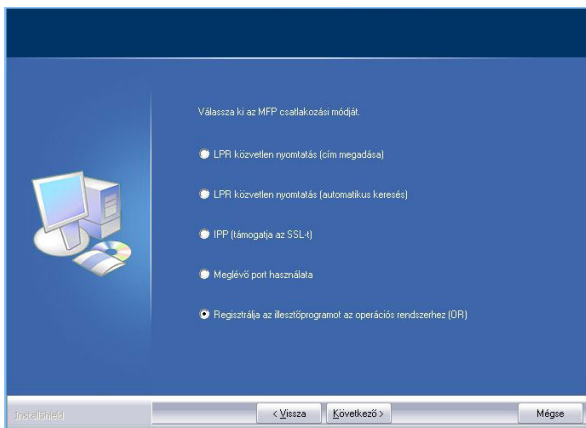 Válassza ki az MFP csatlakozási módját.
LPR közvetlen nyomtatás (cím megadása)
LPR közvetlen nyomtatás (automatikus keresés)
IPP (támogatja az SSL-t)
Meglévő port használata
Regisztrálja az illesztőprogramot az operációs rendszerhez (OR)
InstallShield
< Vissza
Következő >
Mégse